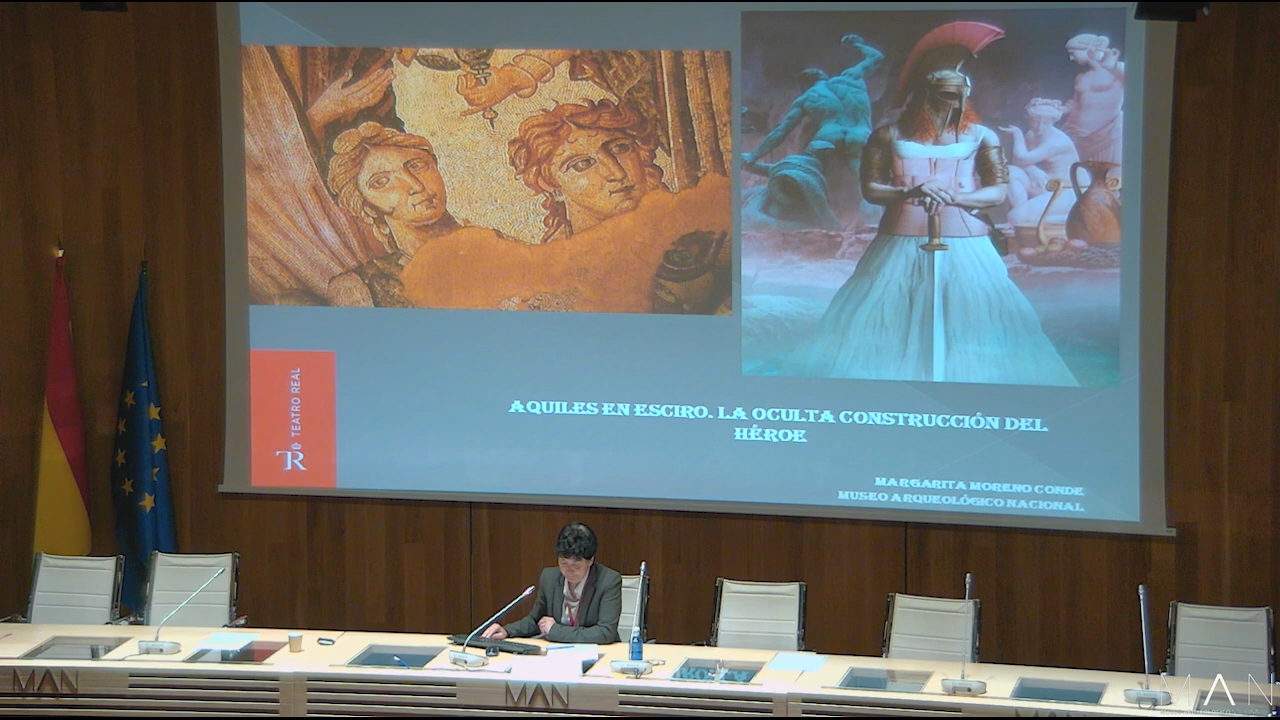 TEATRO REAL
TR
AQUILES EN ESCIRO. LA OCULTA CONSTRUCCIÓN DEL
HÉROE
MARGARITA MORENO CONDE
MUSEO ARQUEOLÓGICO NACIONAL
MAN
MAN
MAN